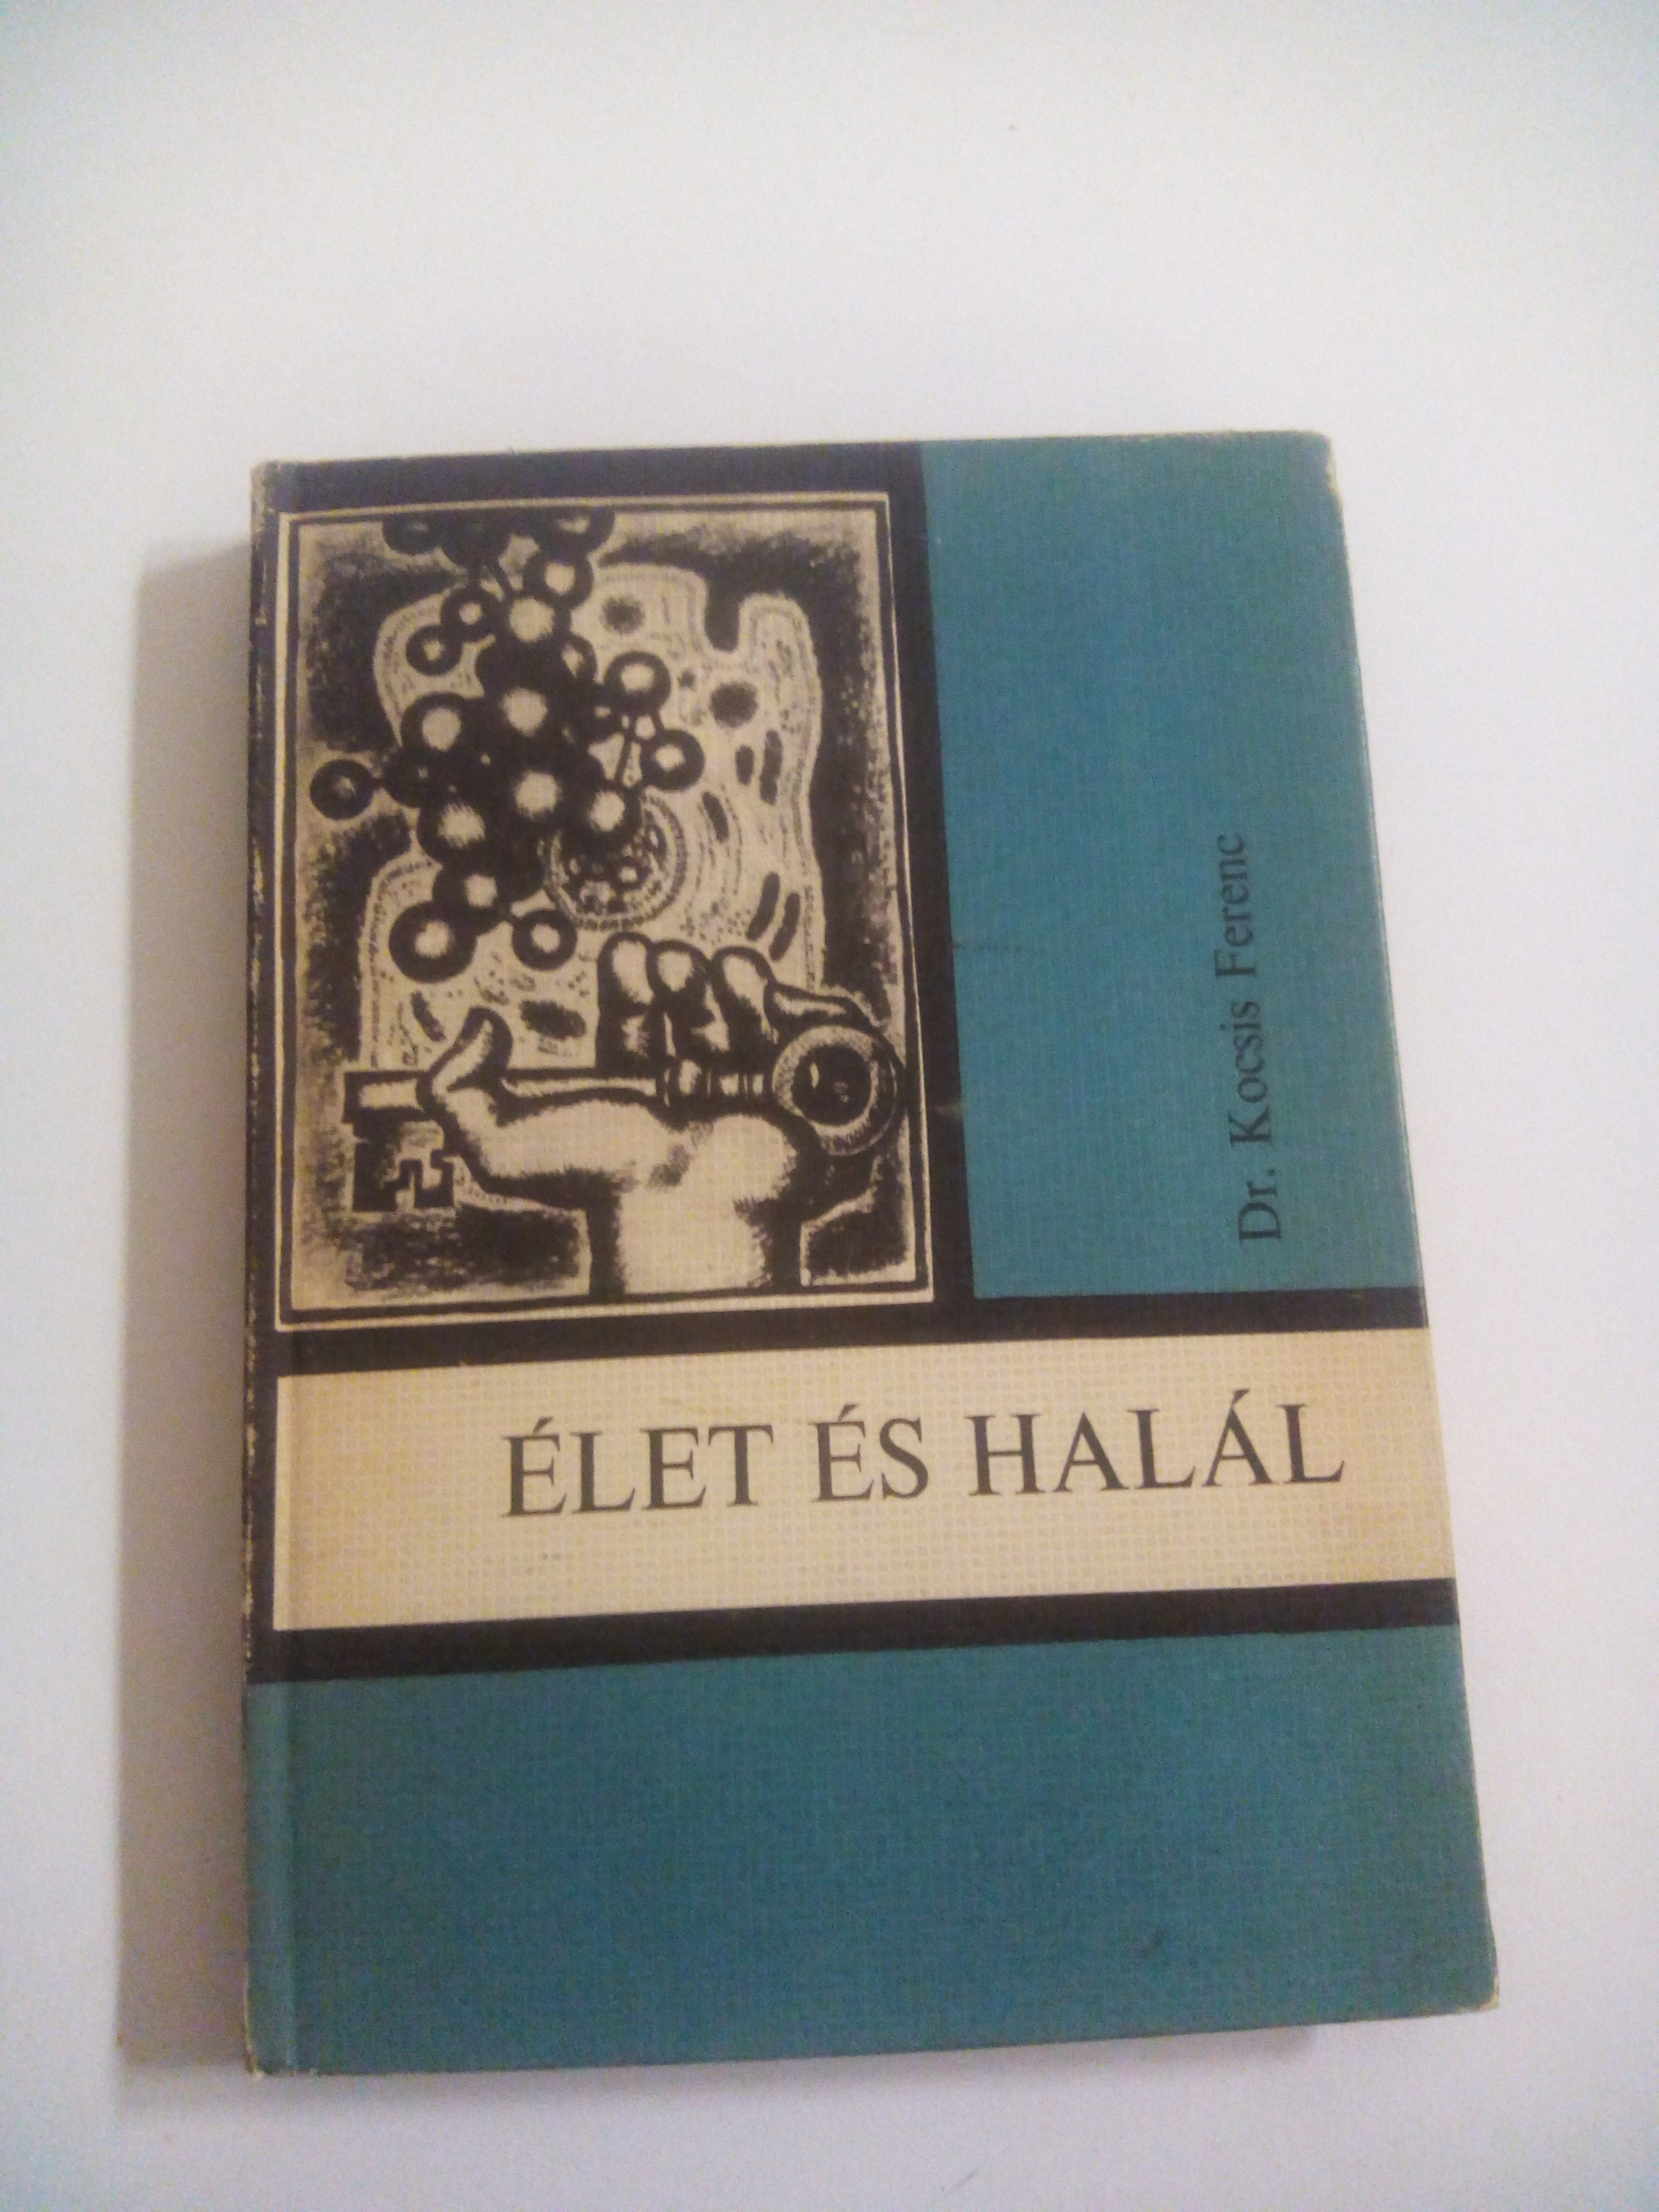 Dr. Kocsis Ferenc
ÉLET ÉS HALÁL